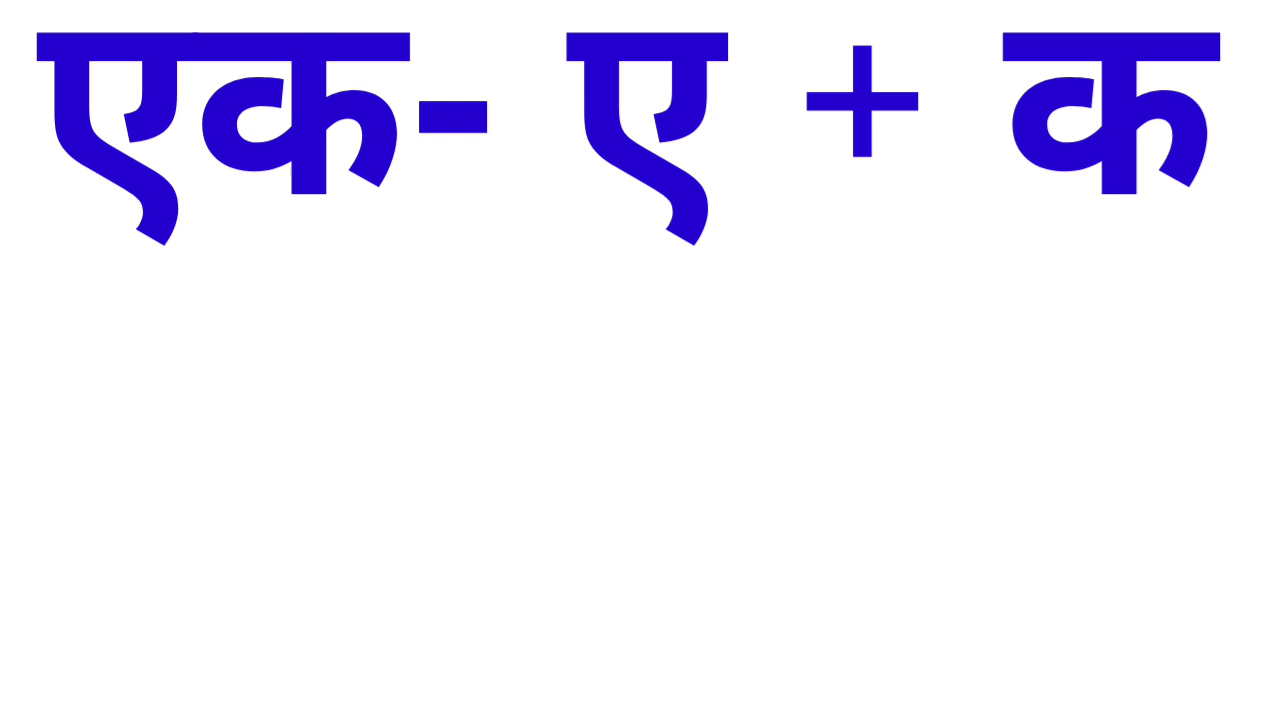 एक- ए + क